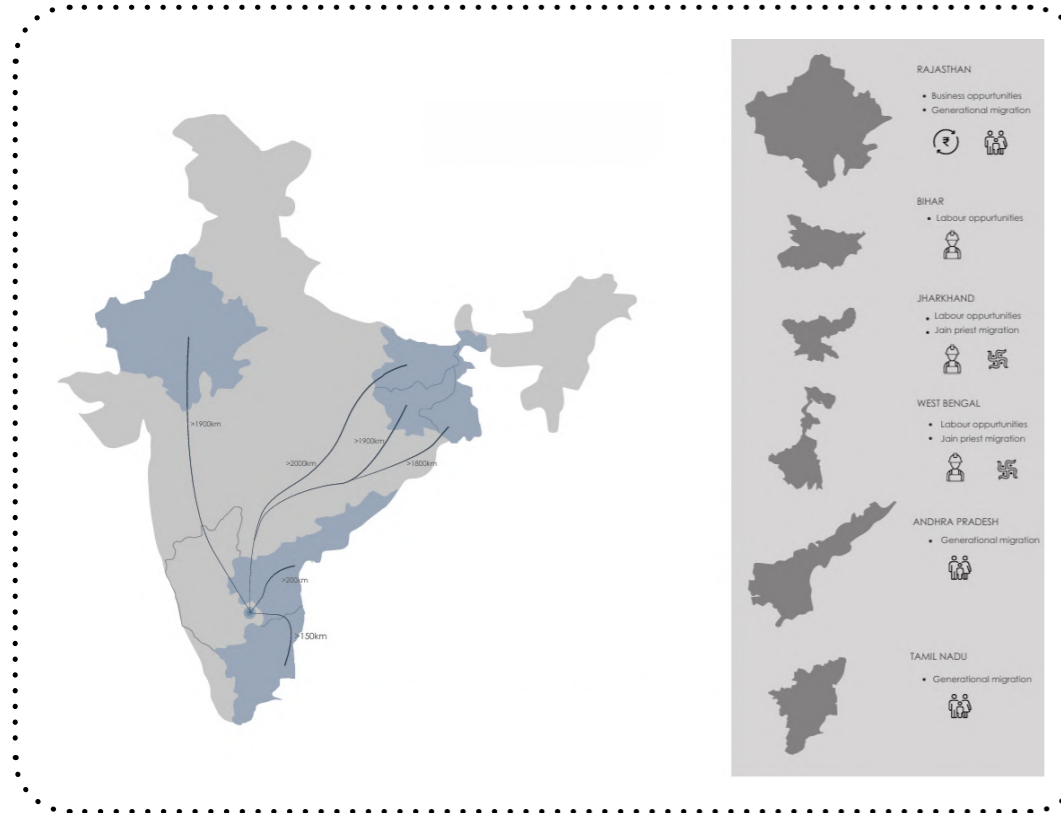 >1900km
>2000km
>1900km
>1800km
>200km
>150km
RAJASTHAN
• Business oppurtunities
• Generational migration
₹
BIHAR
• Labour oppurtunities
JHARKHAND
• Labour oppurtunities
• Jain priest migration
WEST BENGAL
• Labour oppurtunities
• Jain priest migration
ANDHRA PRADESH
• Generational migration
TAMIL NADU
• Generational migration